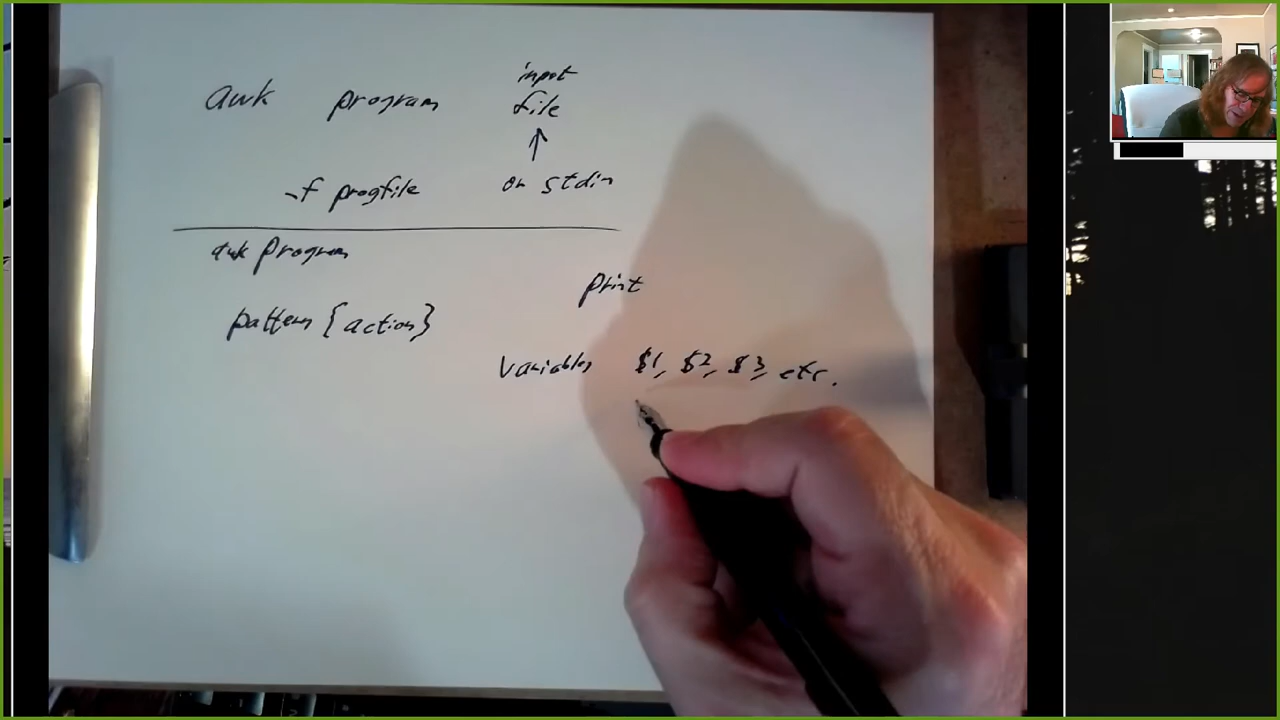 input
awk program file
↑
-f progfile or stdin
awk program
print
pattern {action}
variables $1, $2, $3, etc.